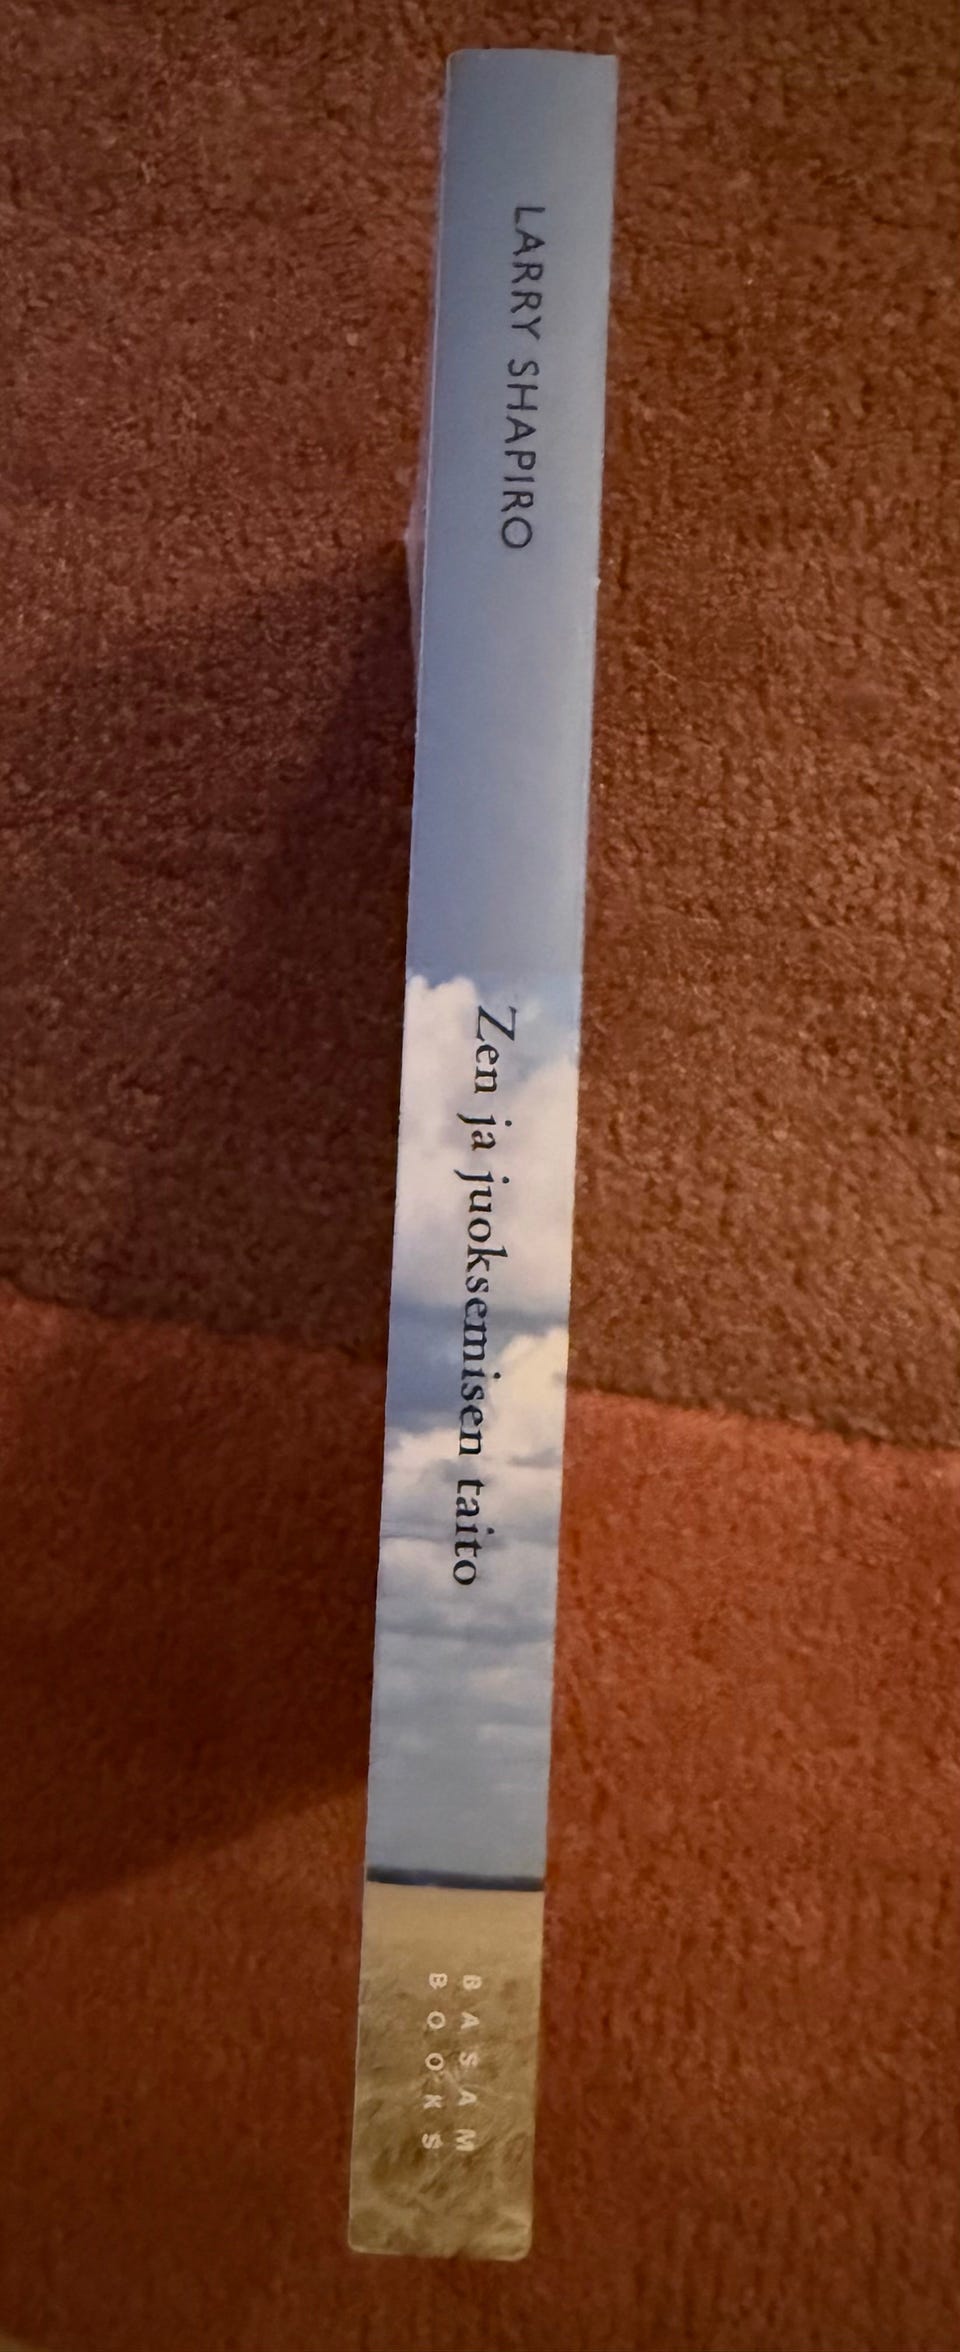 LARRY SHAPIRO
Zen ja juoksemisen taito
BASAM
BOOKS